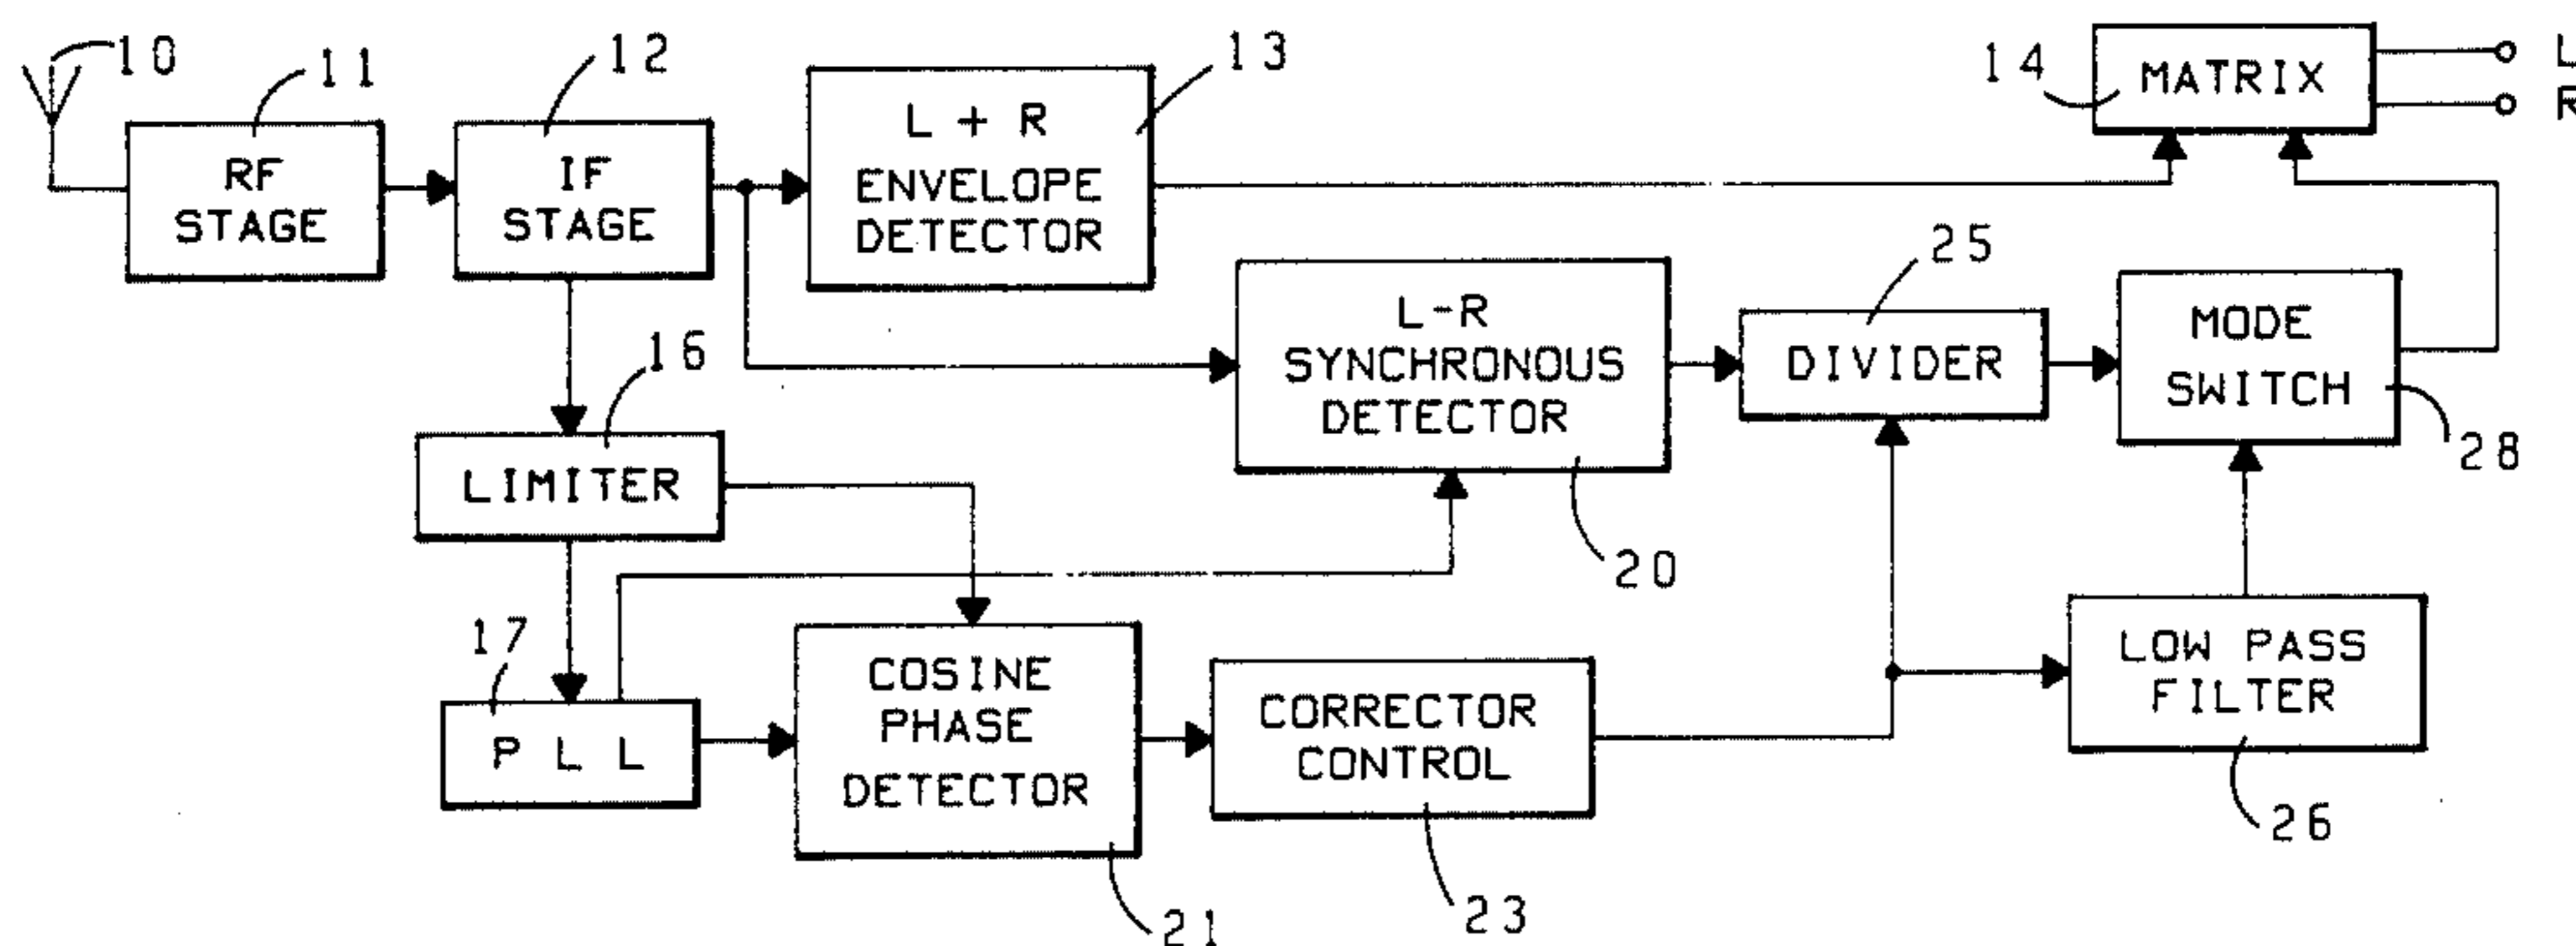 10
11
12
13
14
MATRIX
L
R
RF
STAGE
IF
STAGE
L + R
ENVELOPE
DETECTOR
16
LIMITER
L-R
SYNCHRONOUS
DETECTOR
20
25
DIVIDER
MODE
SWITCH
28
17
P L L
COSINE
PHASE
DETECTOR
21
CORRECTOR
CONTROL
23
LOW PASS
FILTER
26